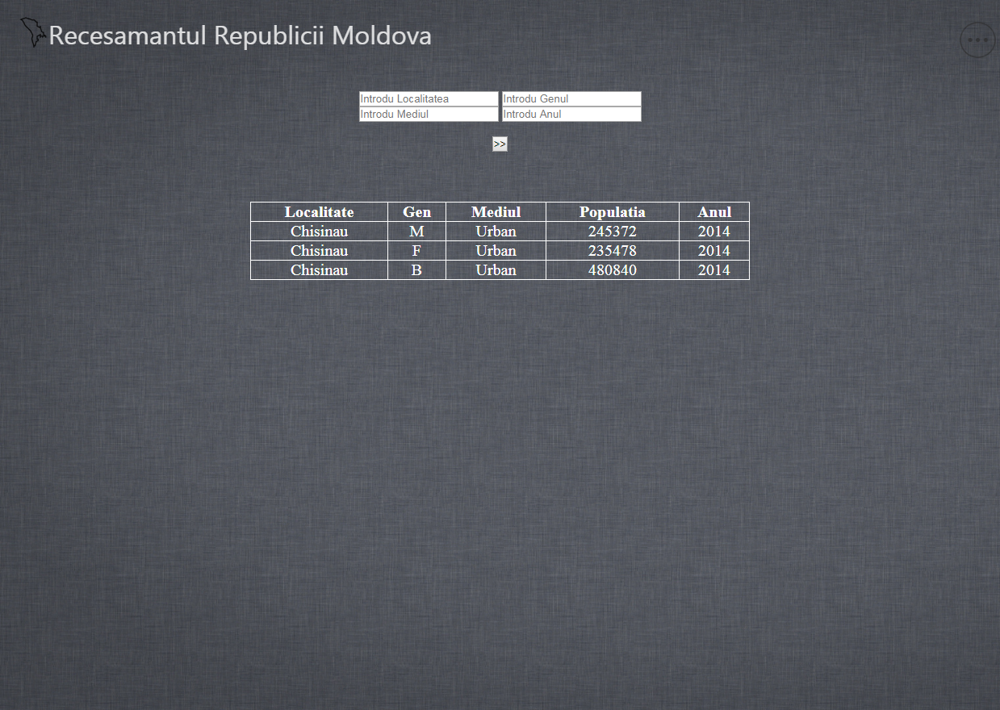 Recesamantul Republicii Moldova
Introdu Localitatea Introdu Genul
Introdu Mediul Introdu Anul
>>
Localitate Gen Mediul Populatia Anul
Chisinau M Urban 245372 2014
Chisinau F Urban 235478 2014
Chisinau B Urban 480840 2014